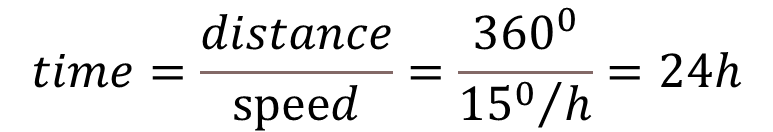 time = distance / speed = 360⁰ / 15⁰/h = 24h